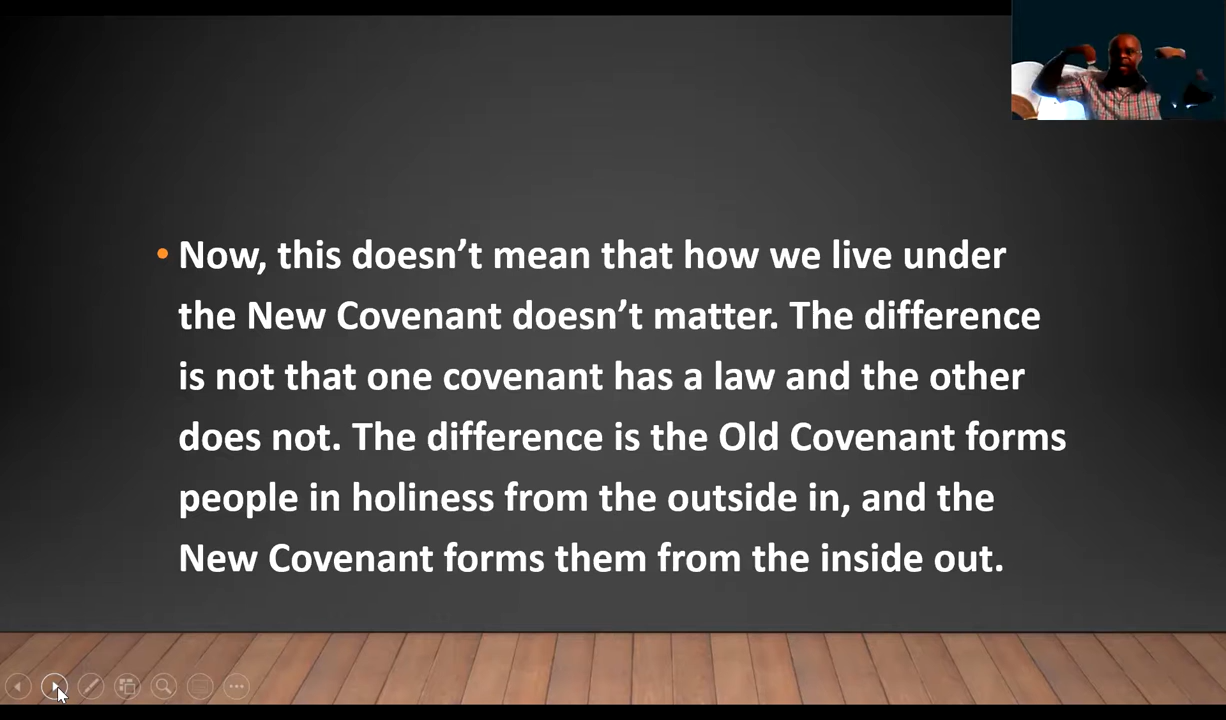 • Now, this doesn’t mean that how we live under
the New Covenant doesn’t matter. The difference
is not that one covenant has a law and the other
does not. The difference is the Old Covenant forms
people in holiness from the outside in, and the
New Covenant forms them from the inside out.